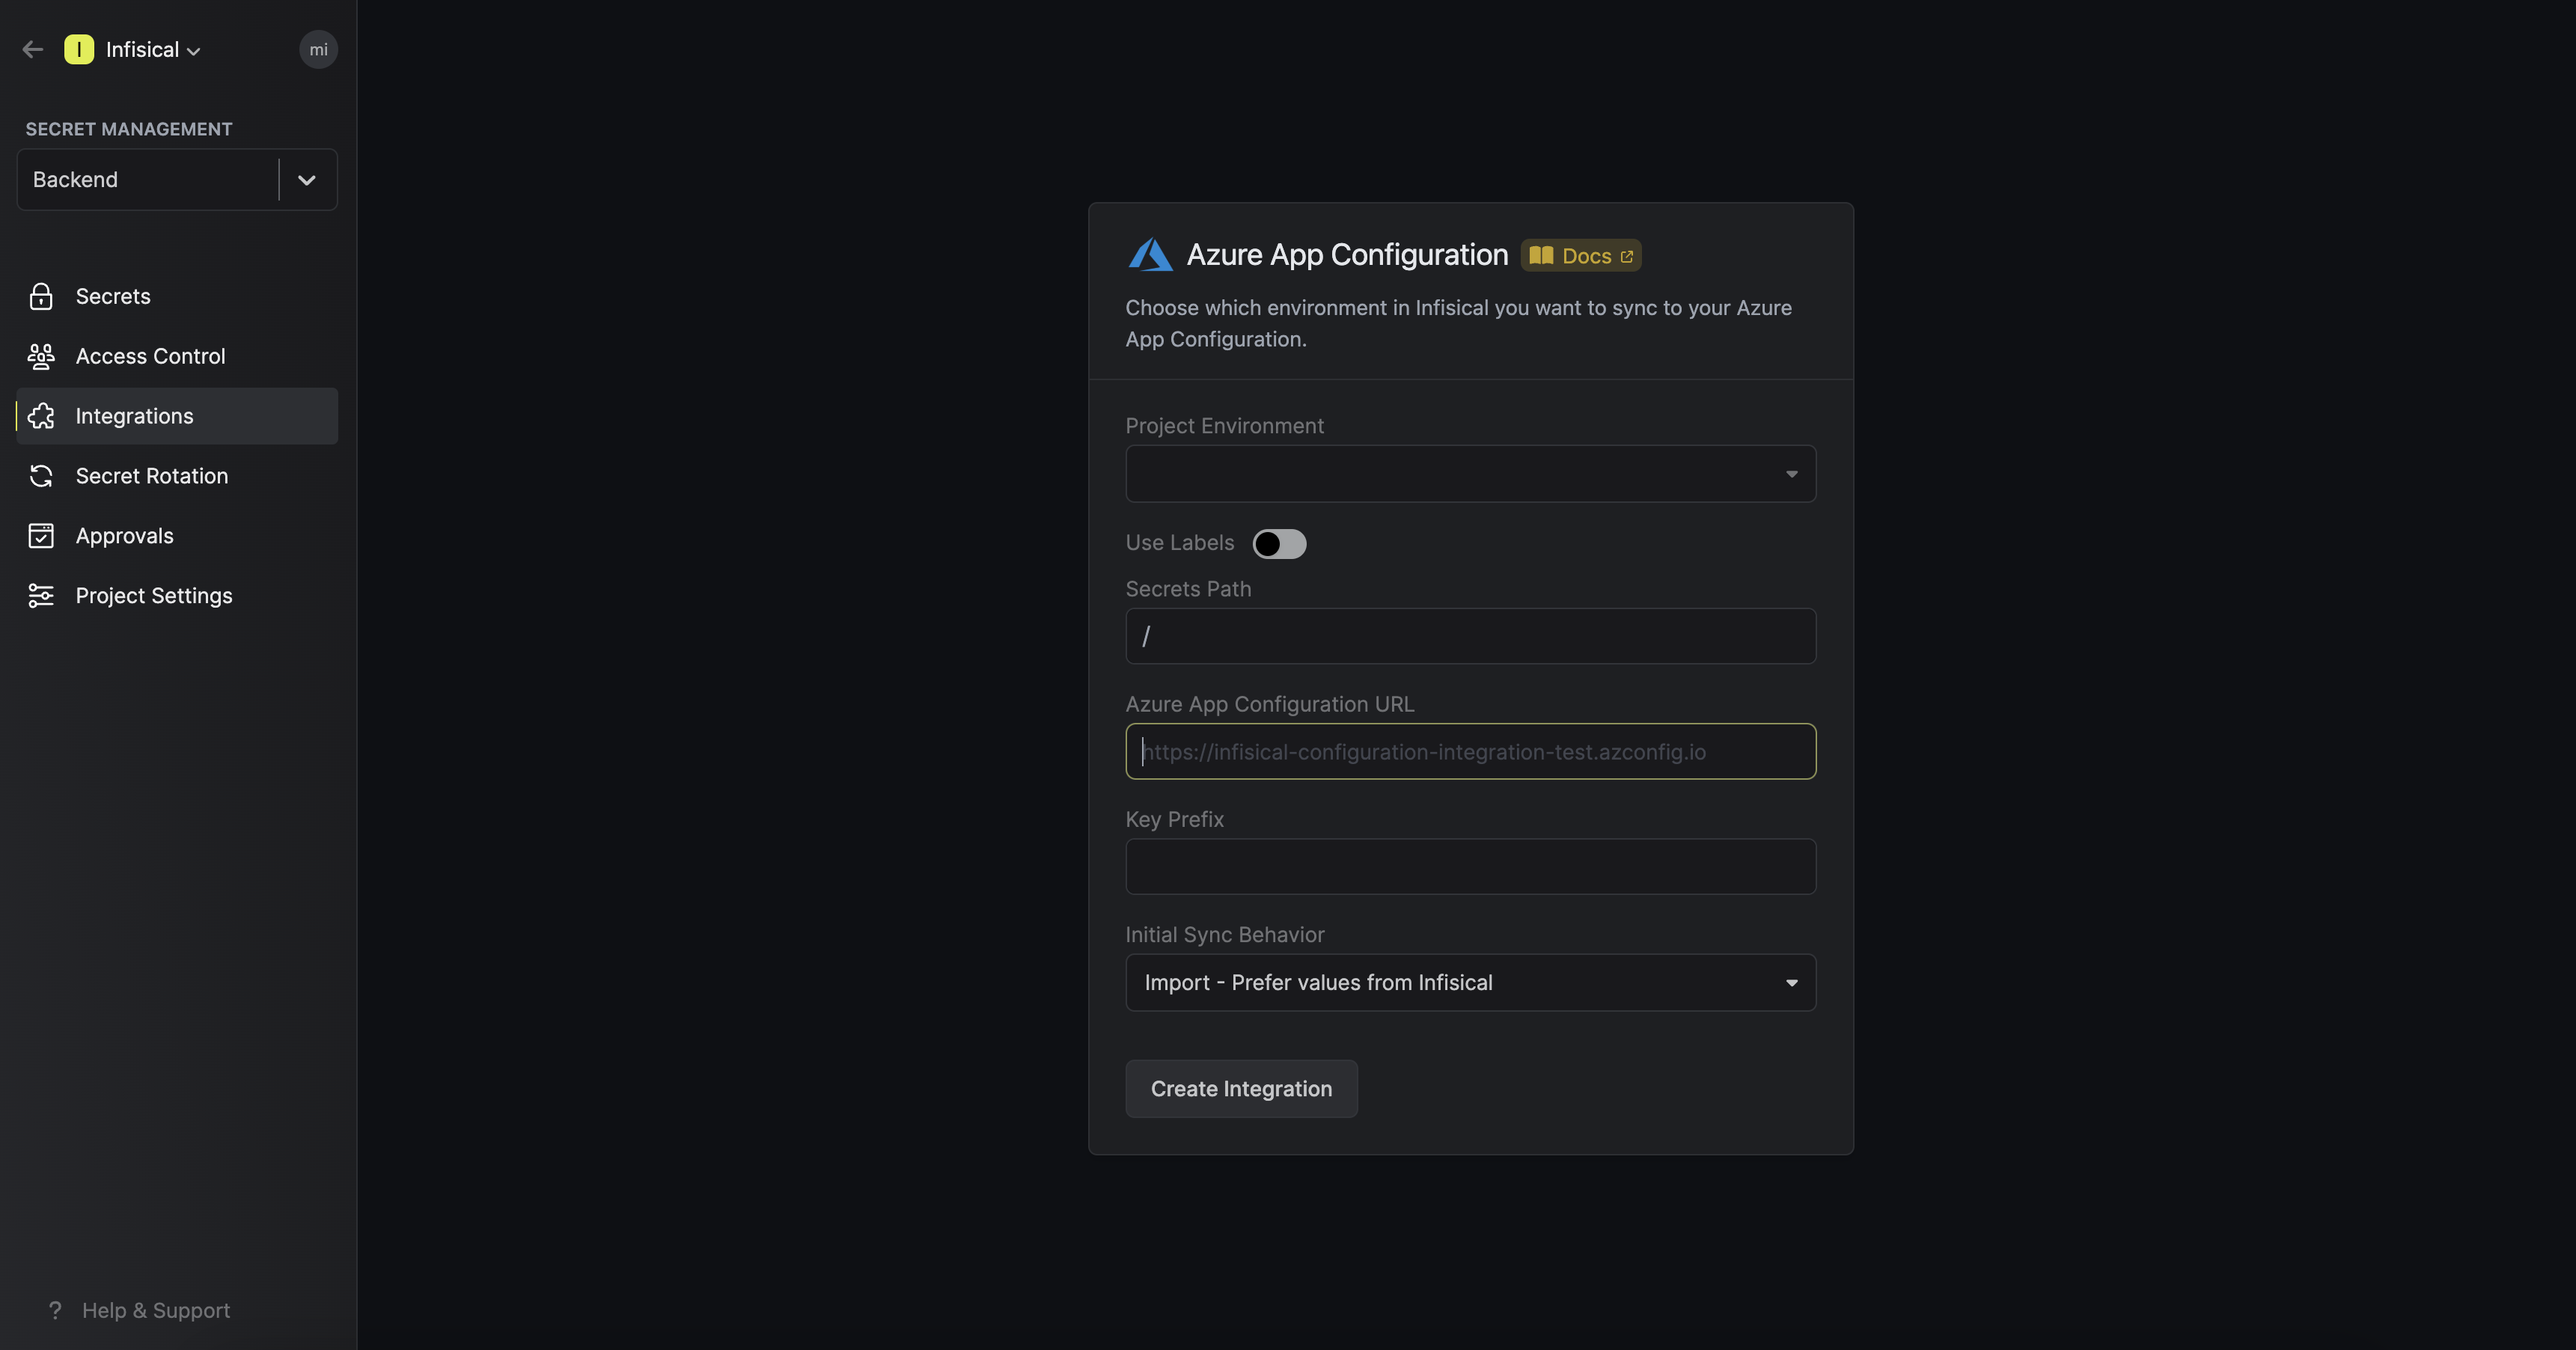 I Infisical mi
SECRET MANAGEMENT
Backend
Secrets
Access Control
Integrations
Secret Rotation
Approvals
Project Settings
? Help & Support
Azure App Configuration Docs
Choose which environment in Infisical you want to sync to your Azure
App Configuration.
Project Environment
Use Labels
Secrets Path
/
Azure App Configuration URL
https://infisical-configuration-integration-test.azconfig.io
Key Prefix
Initial Sync Behavior
Import - Prefer values from Infisical
Create Integration